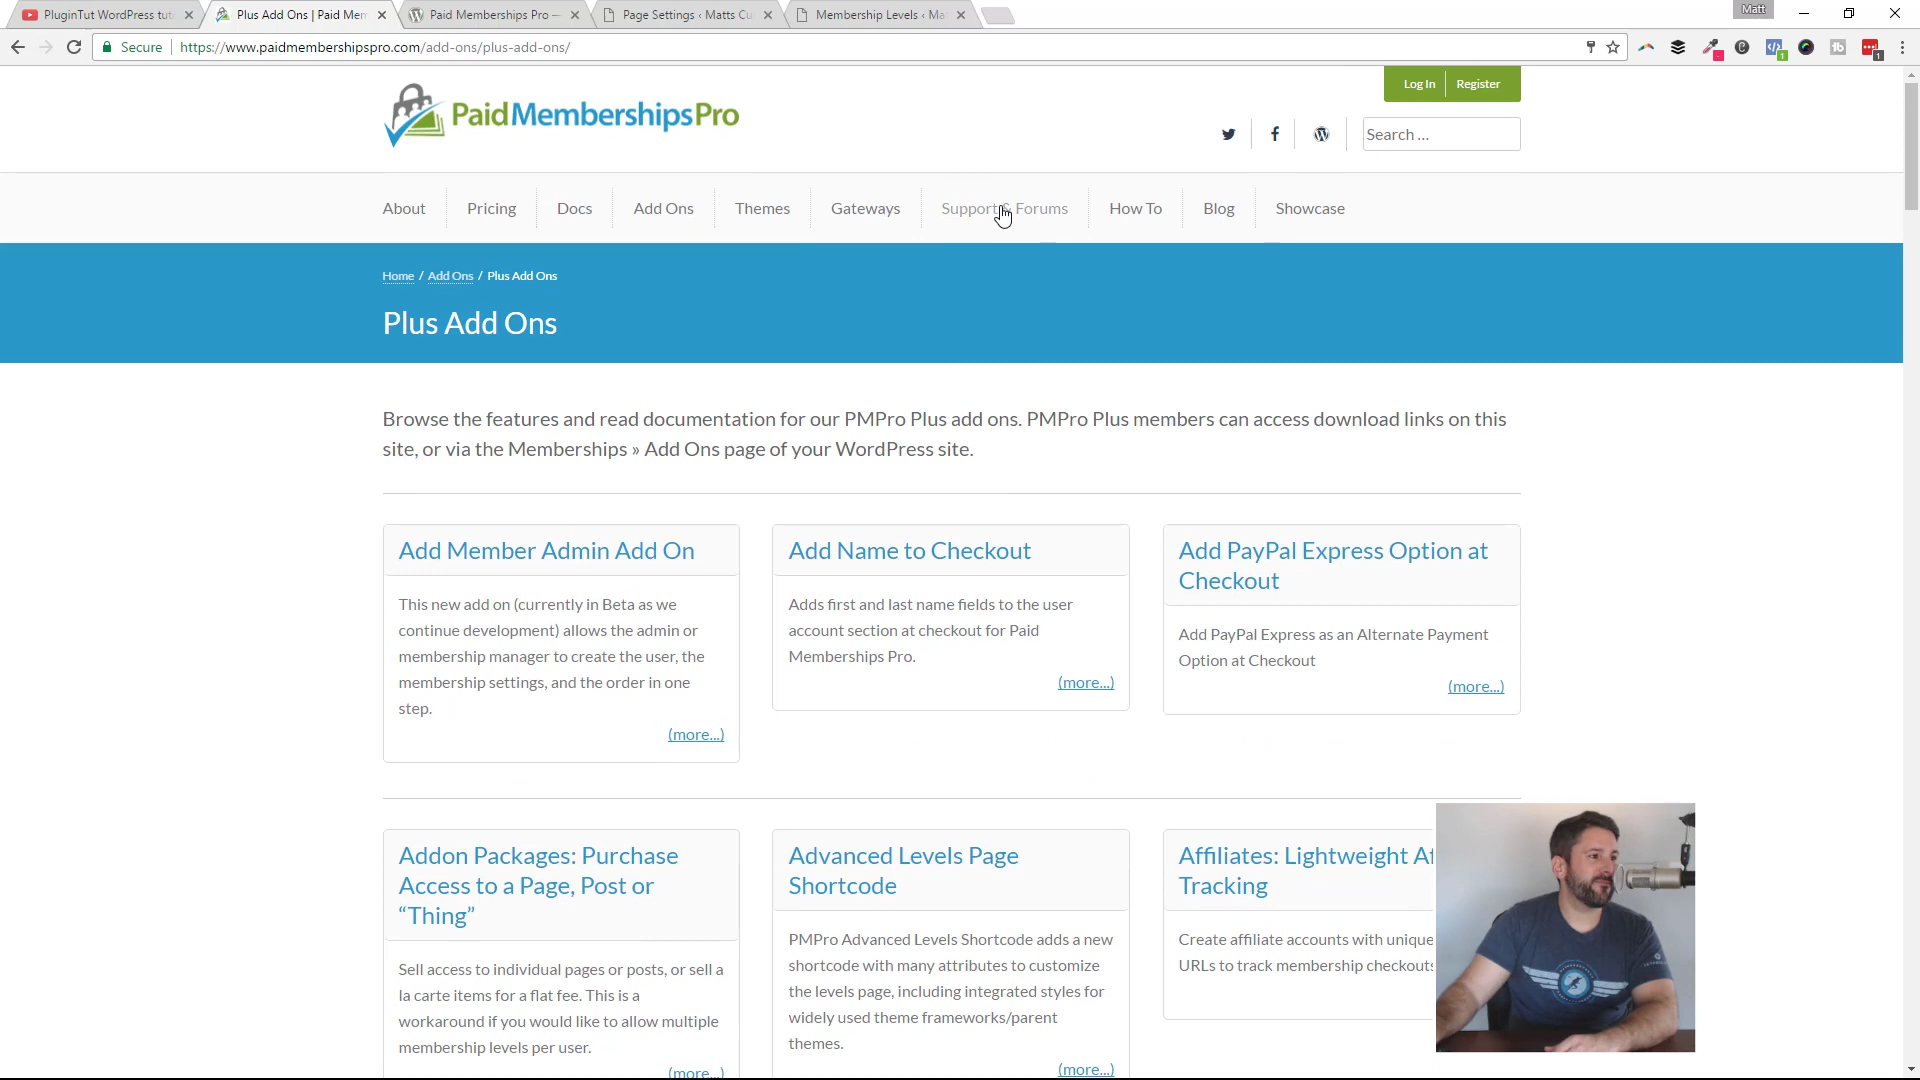 PluginTut WordPress tut
Plus Add Ons | Paid Mem
Paid Memberships Pro —
Page Settings ‹ Matts Cu
Membership Levels ‹ Ma
Matt
Secure
https://www.paidmembershipspro.com/add-ons/plus-add-ons/
Log In
Register
PaidMembershipsPro
Search ...
About
Pricing
Docs
Add Ons
Themes
Gateways
Support & Forums
How To
Blog
Showcase
Home / Add Ons / Plus Add Ons
Plus Add Ons
Browse the features and read documentation for our PMPro Plus add ons. PMPro Plus members can access download links on this
site, or via the Memberships » Add Ons page of your WordPress site.
Add Member Admin Add On
This new add on (currently in Beta as we
continue development) allows the admin or
membership manager to create the user, the
membership settings, and the order in one
step.
(more...)
Add Name to Checkout
Adds first and last name fields to the user
account section at checkout for Paid
Memberships Pro.
(more...)
Add PayPal Express Option at
Checkout
Add PayPal Express as an Alternate Payment
Option at Checkout
(more...)
Addon Packages: Purchase
Access to a Page, Post or
“Thing”
Sell access to individual pages or posts, or sell a
la carte items for a flat fee. This is a
workaround if you would like to allow multiple
membership levels per user.
(more...)
Advanced Levels Page
Shortcode
PMPro Advanced Levels Shortcode adds a new
shortcode with many attributes to customize
the levels page, including integrated styles for
widely used theme frameworks/parent
themes.
(more...)
Affiliates: Lightweight Af
Tracking
Create affiliate accounts with unique
URLs to track membership checkouts